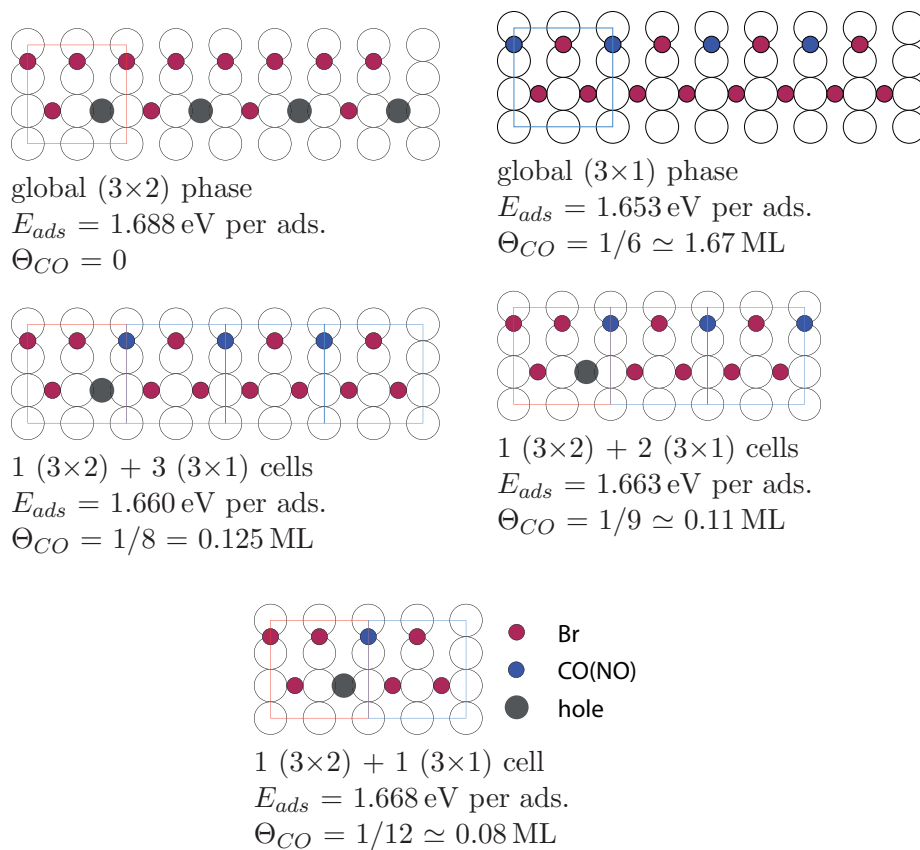 global (3×2) phase
E_ads = 1.688 eV per ads.
Θ_CO = 0
global (3×1) phase
E_ads = 1.653 eV per ads.
Θ_CO = 1/6 ≃ 1.67 ML
1 (3×2) + 3 (3×1) cells
E_ads = 1.660 eV per ads.
Θ_CO = 1/8 = 0.125 ML
1 (3×2) + 2 (3×1) cells
E_ads = 1.663 eV per ads.
Θ_CO = 1/9 ≃ 0.11 ML
Br
CO(NO)
hole
1 (3×2) + 1 (3×1) cell
E_ads = 1.668 eV per ads.
Θ_CO = 1/12 ≃ 0.08 ML